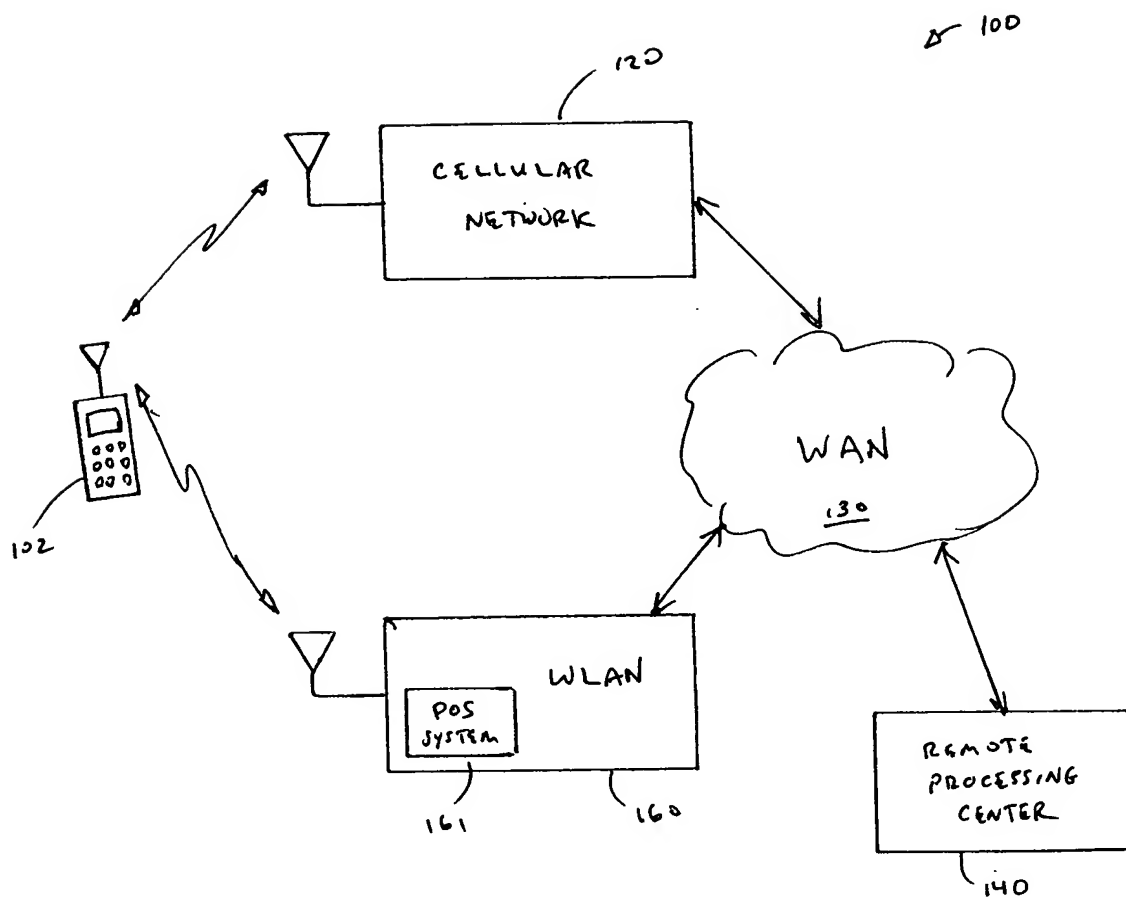 100
120
CELLULAR
NETWORK
102
WAN
130
WLAN
POS
SYSTEM
161
160
REMOTE
PROCESSING
CENTER
140